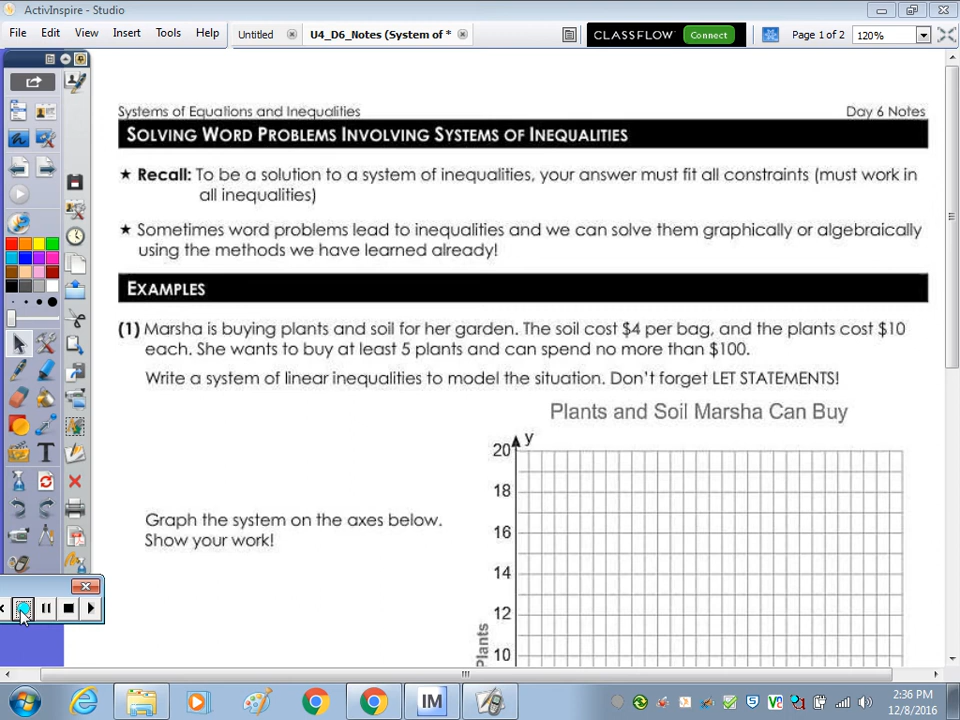 ActivInspire - Studio
File Edit View Insert Tools Help
Untitled
U4_D6_Notes (System of *
CLASSFLOW Connect
Page 1 of 2
120%
Systems of Equations and Inequalities
Day 6 Notes
SOLVING WORD PROBLEMS INVOLVING SYSTEMS OF INEQUALITIES
★ Recall: To be a solution to a system of inequalities, your answer must fit all constraints (must work in
all inequalities)
★ Sometimes word problems lead to inequalities and we can solve them graphically or algebraically
using the methods we have learned already!
EXAMPLES
(1) Marsha is buying plants and soil for her garden. The soil cost $4 per bag, and the plants cost $10
each. She wants to buy at least 5 plants and can spend no more than $100.
Write a system of linear inequalities to model the situation. Don't forget LET STATEMENTS!
Plants and Soil Marsha Can Buy
y
20
18
16
14
12
10
Plants
Graph the system on the axes below.
Show your work!
T
IM
2:36 PM
12/8/2016